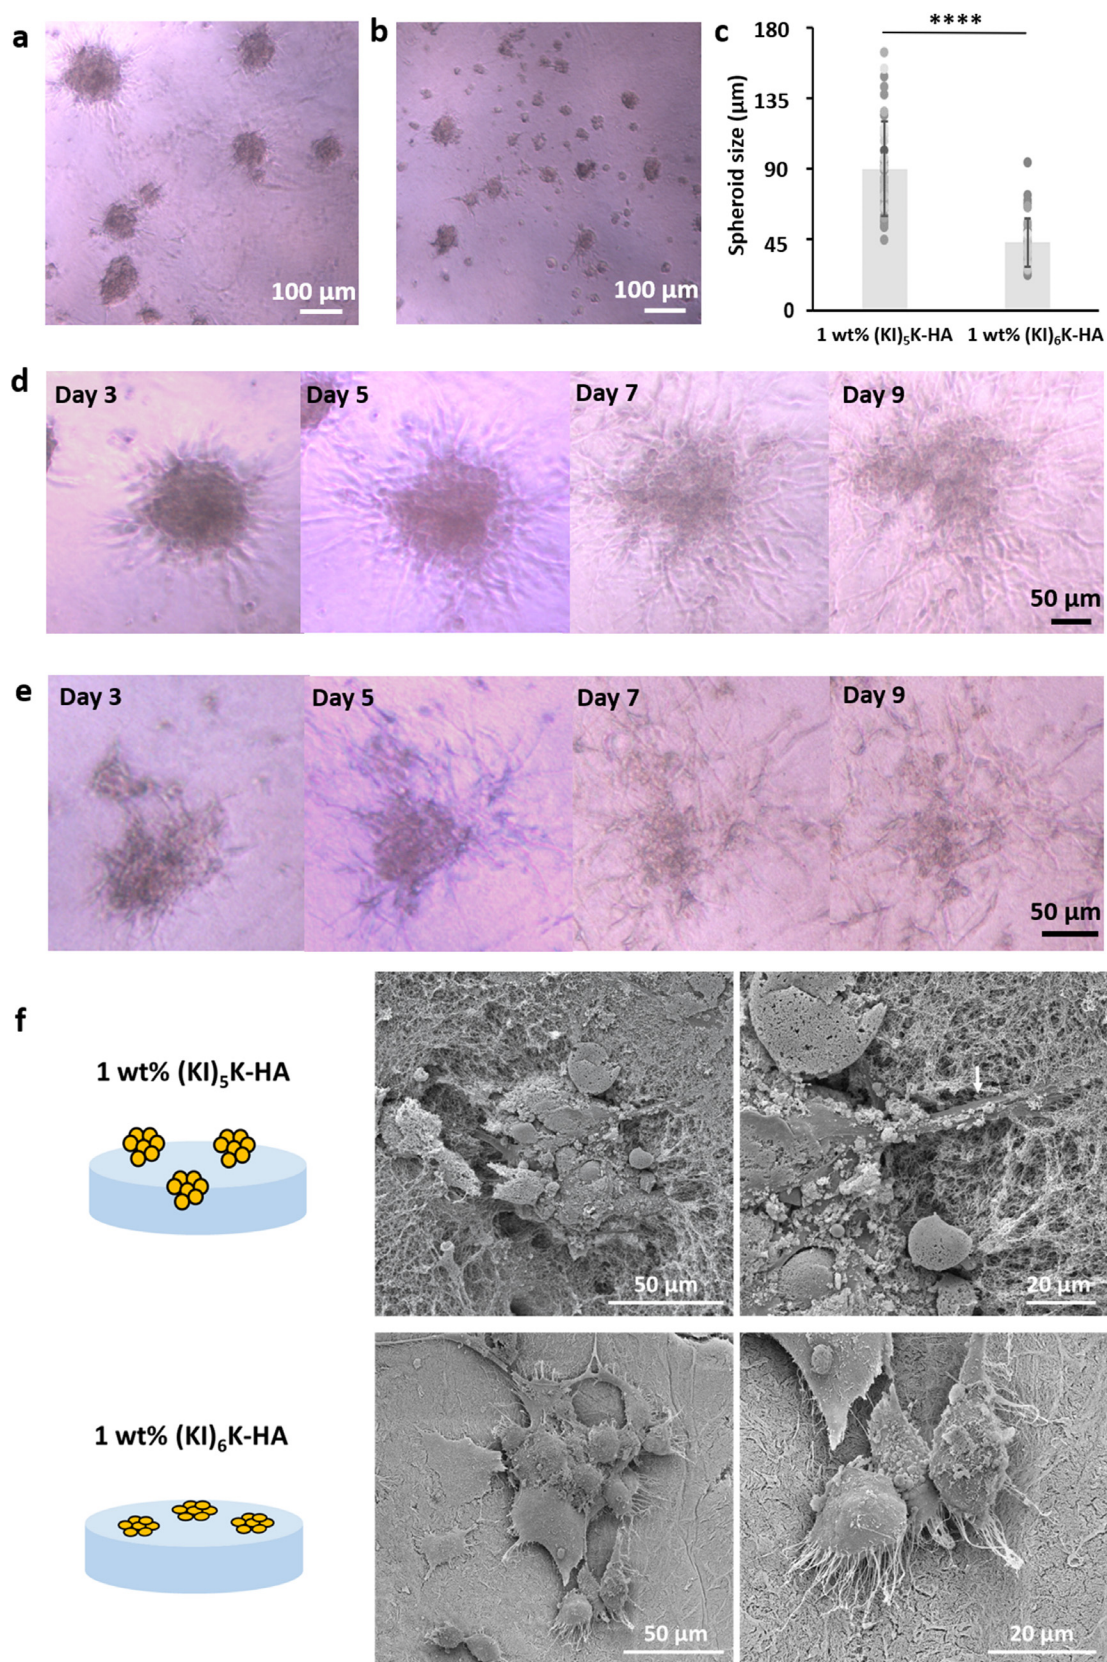 a
100 µm
b
100 µm
c
****
Spheroid size (µm)
180
135
90
45
0
1 wt% (KI)₅K-HA
1 wt% (KI)₆K-HA
d
Day 3
Day 5
Day 7
Day 9
50 µm
e
Day 3
Day 5
Day 7
Day 9
50 µm
f
1 wt% (KI)₅K-HA
50 µm
20 µm
1 wt% (KI)₆K-HA
50 µm
20 µm